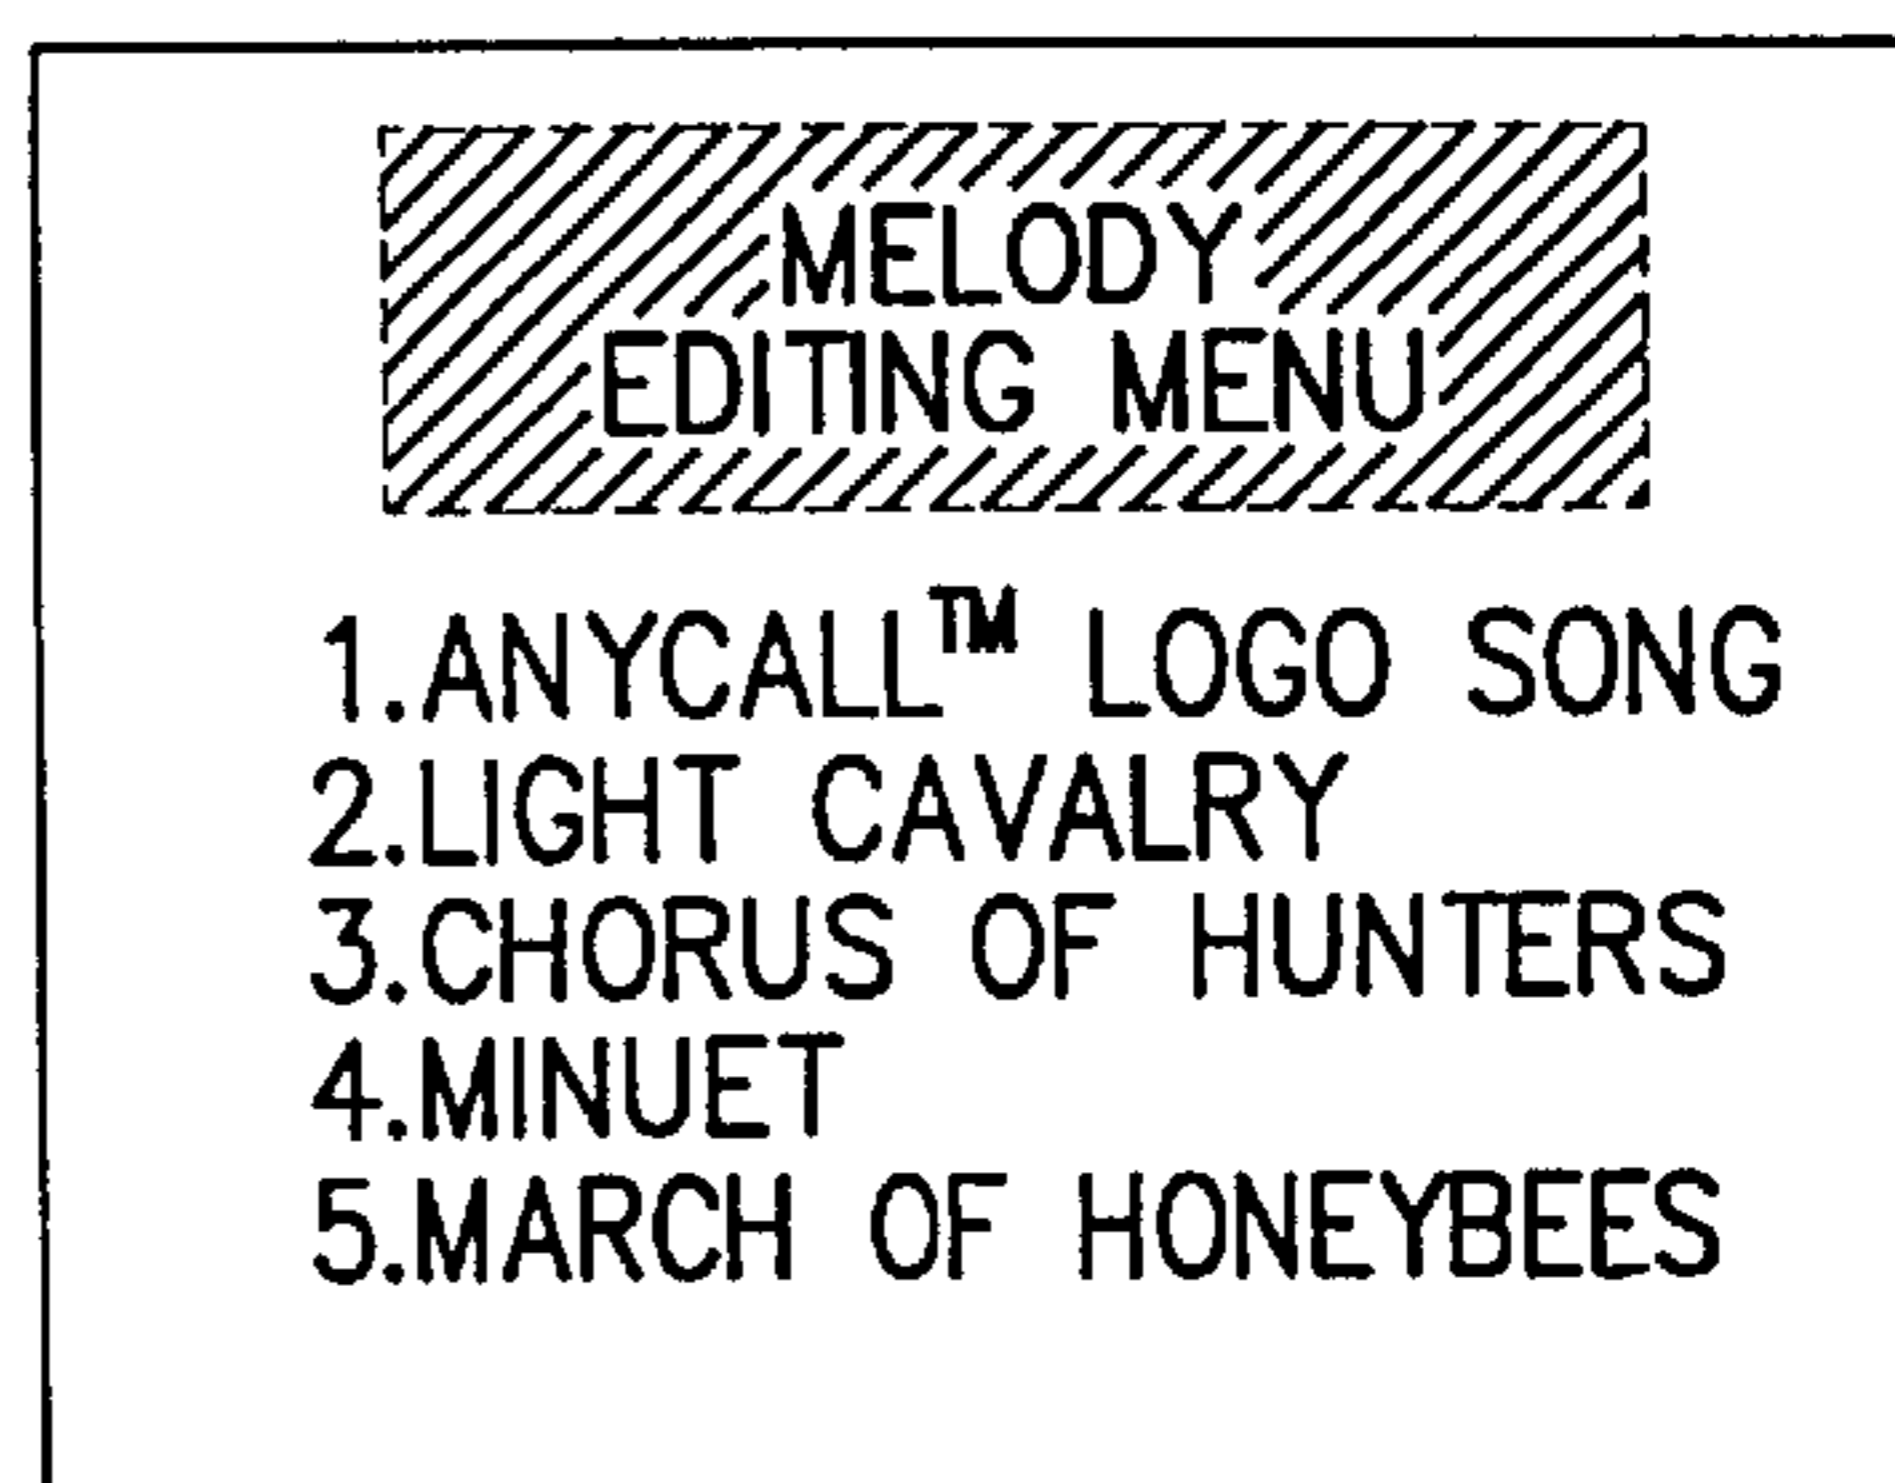 MELODY
EDITING MENU
1.ANYCALL™ LOGO SONG
2.LIGHT CAVALRY
3.CHORUS OF HUNTERS
4.MINUET
5.MARCH OF HONEYBEES